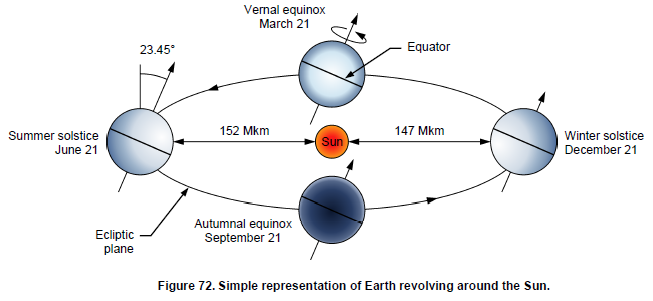 Vernal equinox
March 21
23.45°
Equator
Summer solstice
June 21
152 Mkm
Sun
147 Mkm
Winter solstice
December 21
Autumnal equinox
September 21
Ecliptic
plane
Figure 72. Simple representation of Earth revolving around the Sun.